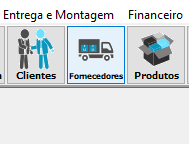 Entrega e Montagem Financeiro
Clientes Fornecedores Produtos